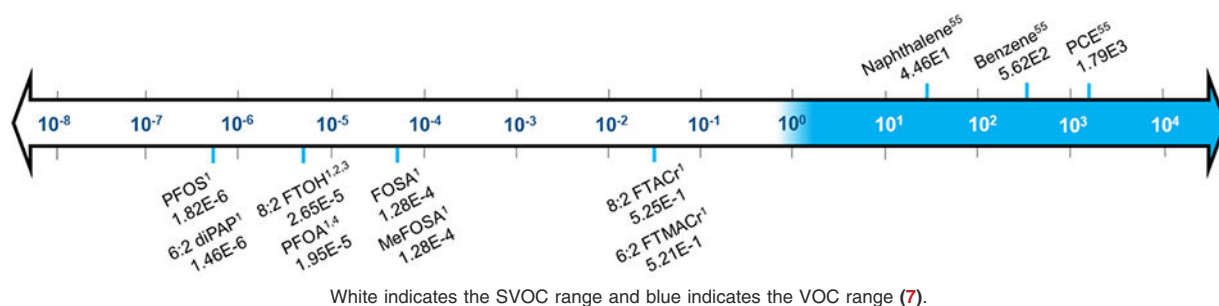 Naphthalene⁵⁵
4.46E1
Benzene⁵⁵
5.62E2
PCE⁵⁵
1.79E3
10⁻⁸ 10⁻⁷ 10⁻⁶ 10⁻⁵ 10⁻⁴ 10⁻³ 10⁻² 10⁻¹ 10⁰ 10¹ 10² 10³ 10⁴
PFOS¹
1.82E-6
6:2 diPAP¹
1.46E-6
8:2 FTOH¹,²,³
2.65E-5
PFOA¹,⁴
1.95E-5
FOSA¹
1.28E-4
MeFOSA¹
1.28E-4
8:2 FTACr¹
5.25E-1
6:2 FTMACr¹
5.21E-1
White indicates the SVOC range and blue indicates the VOC range (7).